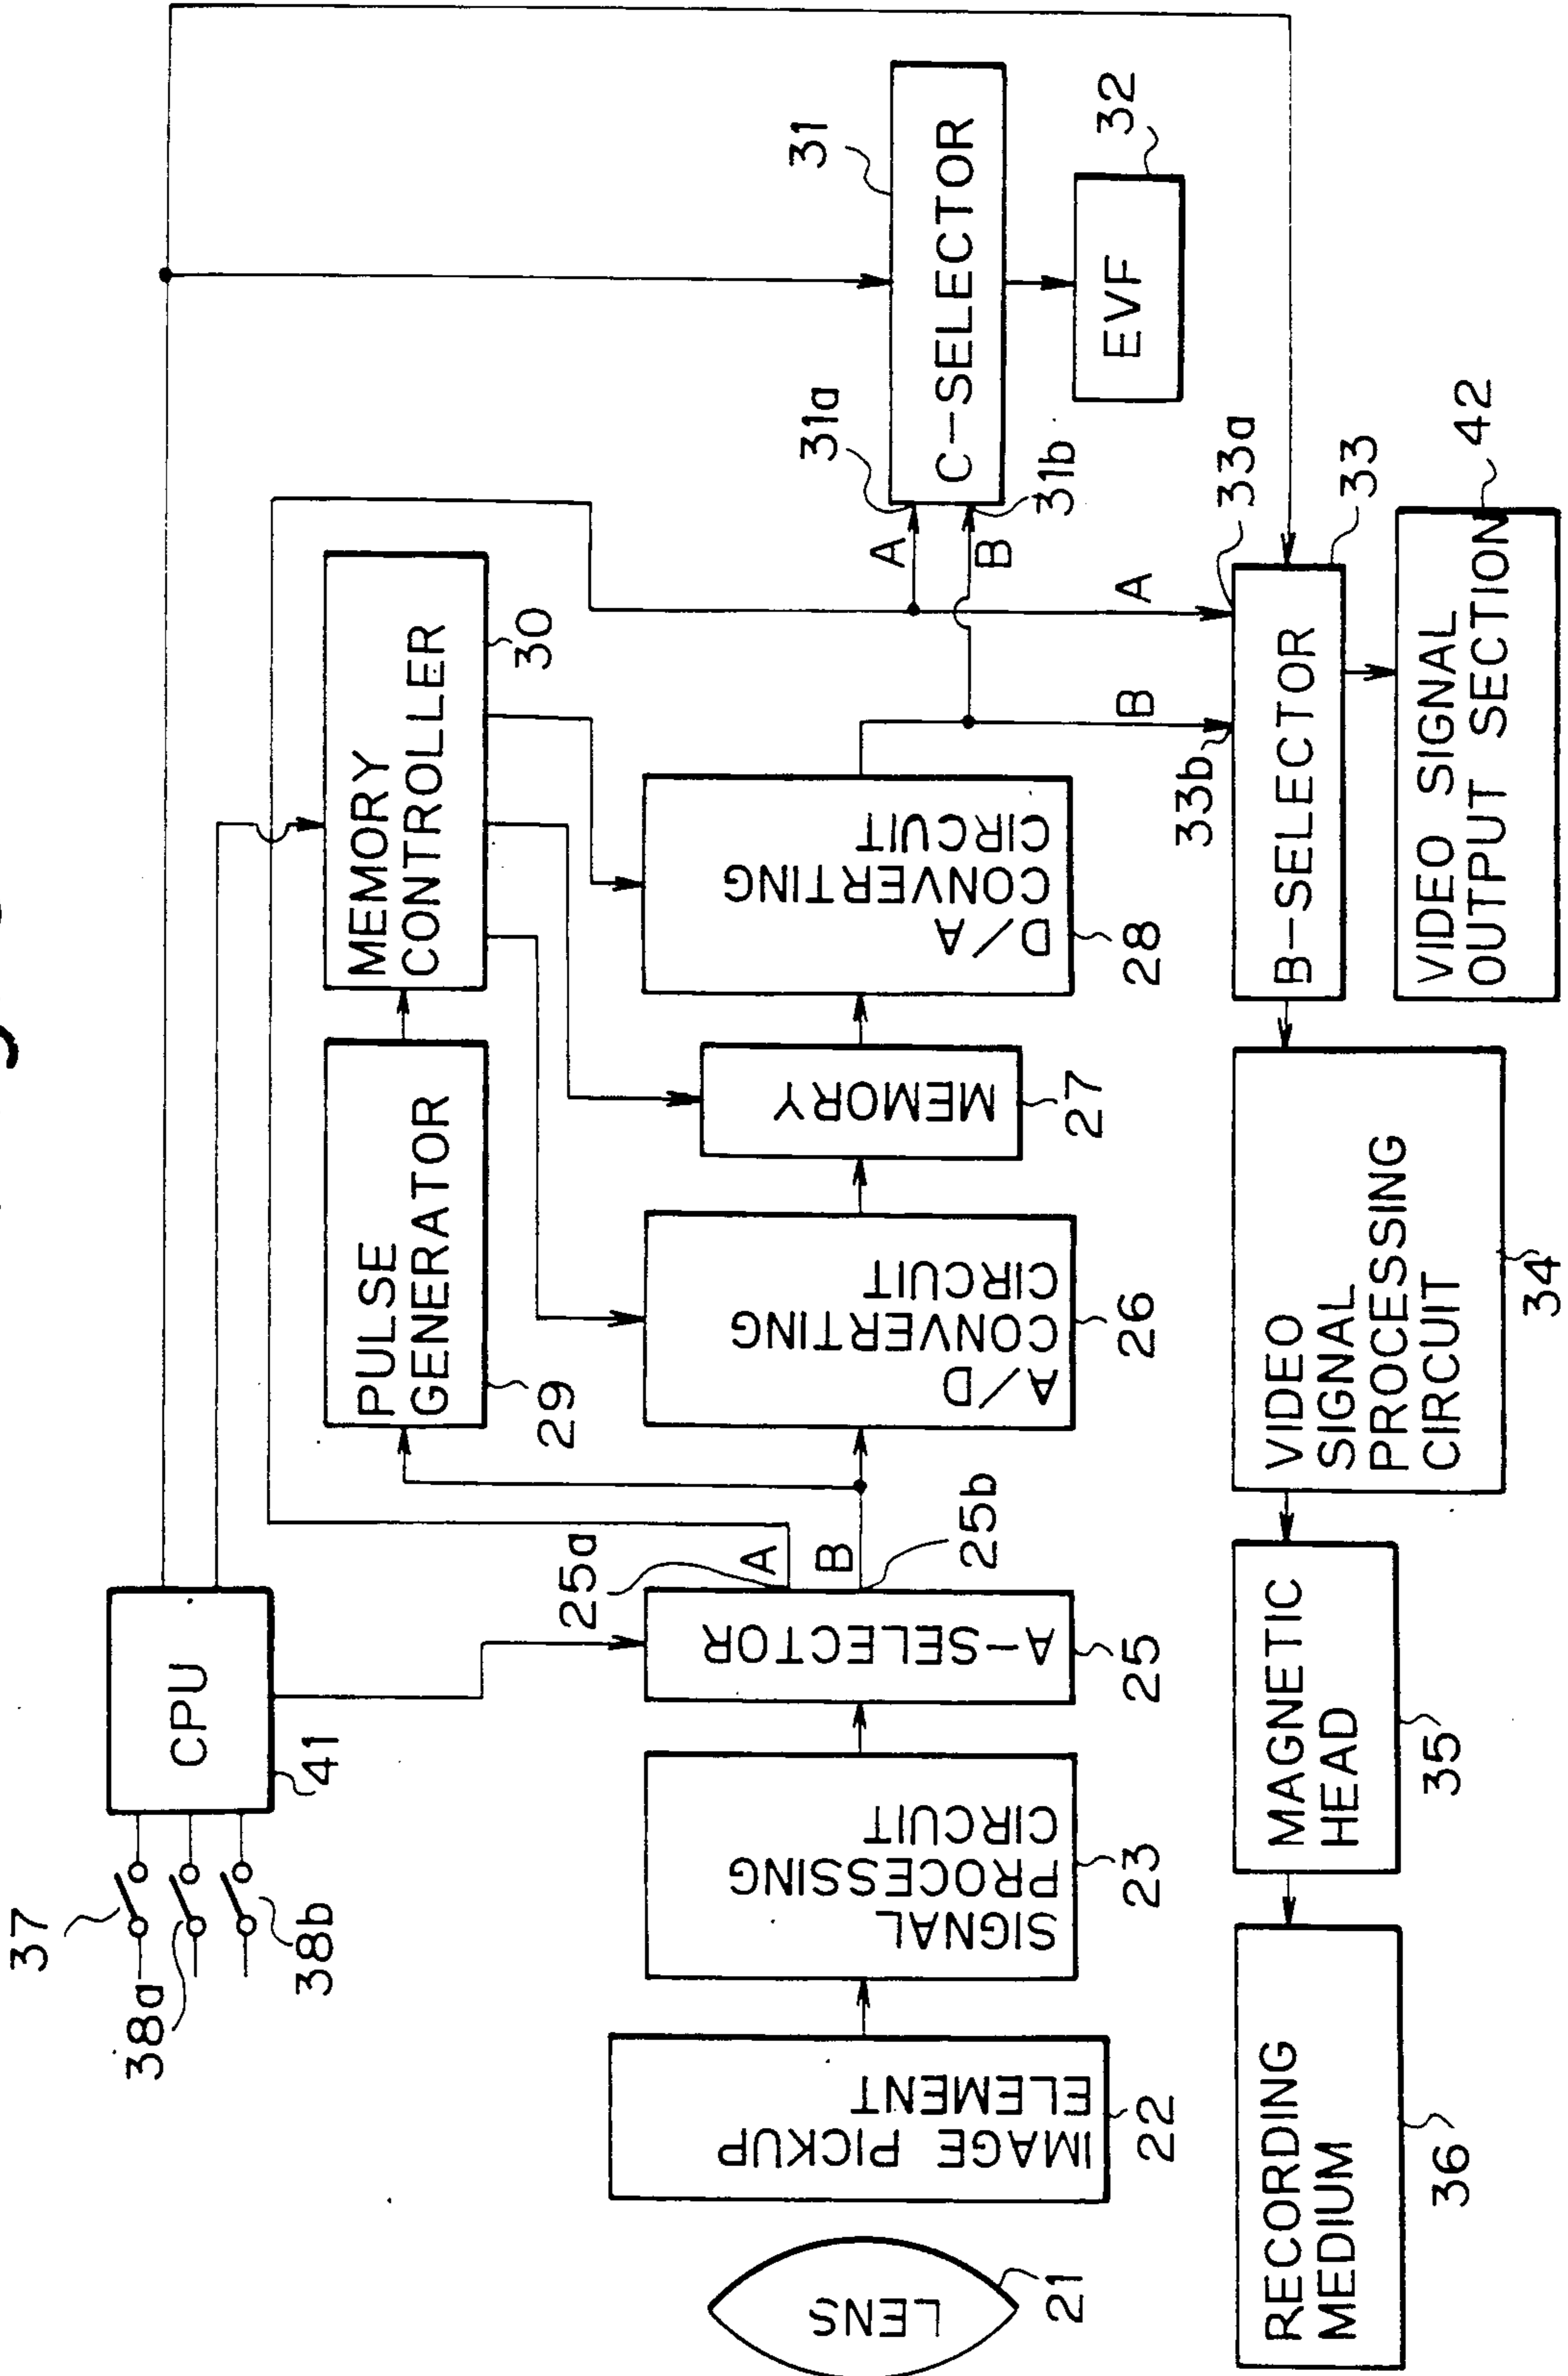 37
38a
38b
CPU
41
PULSE
GENERATOR
29
MEMORY
CONTROLLER
30
31
C-SELECTOR
31a
31b
A
B
EVF
32
LENS
21
IMAGE PICKUP
ELEMENT
22
SIGNAL
PROCESSING
CIRCUIT
23
A-SELECTOR
25
25a
A
B
25b
A/D
CONVERTING
CIRCUIT
26
MEMORY
27
D/A
CONVERTING
CIRCUIT
28
B
A
33b
33a
B-SELECTOR
33
VIDEO SIGNAL
OUTPUT SECTION
42
VIDEO
SIGNAL
PROCESSING
CIRCUIT
34
MAGNETIC
HEAD
35
RECORDING
MEDIUM
36